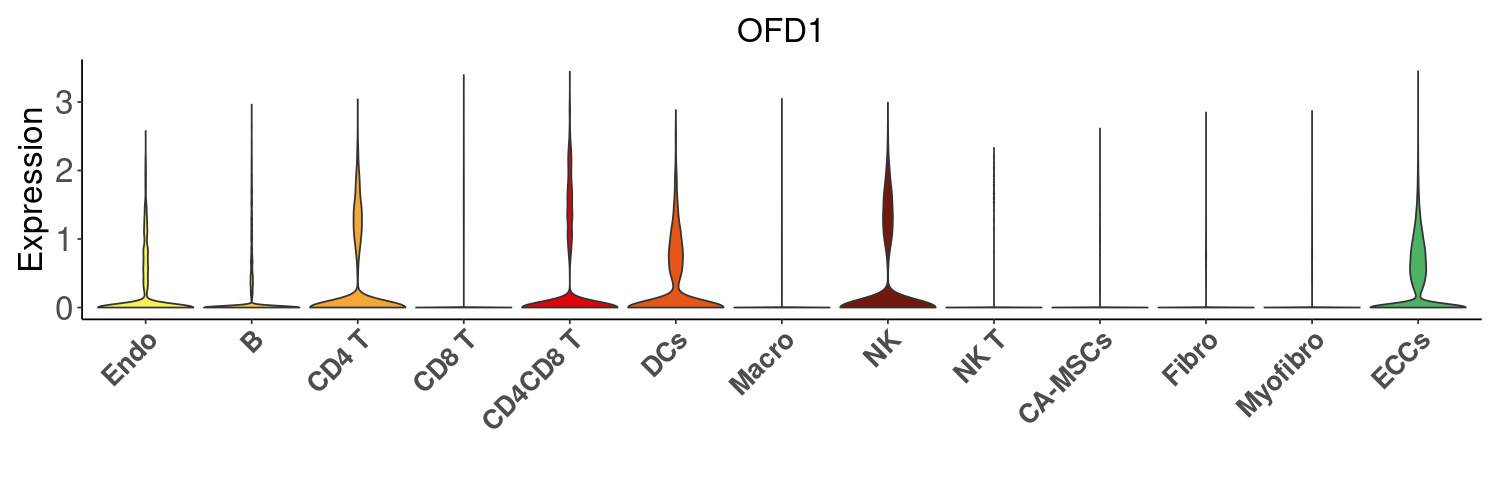 OFD1
Expression
3
2
1
0
Endo
B
CD4 T
CD8 T
CD4CD8 T
DCs
Macro
NK
NK T
CA-MSCs
Fibro
Myofibro
ECCs